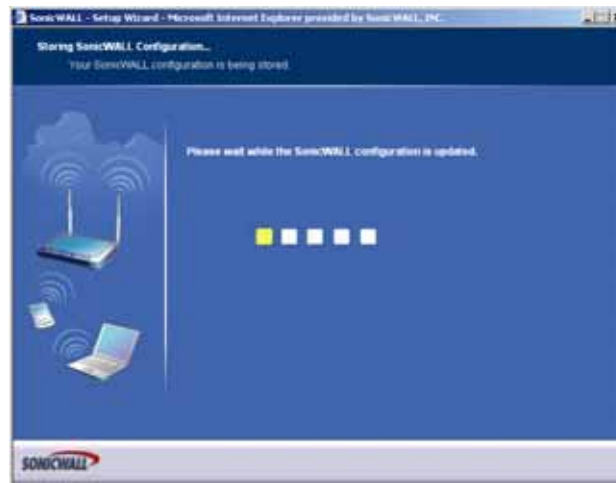 SonicWALL - Setup Wizard - Microsoft Internet Explorer provided by SonicWALL, INC.
Storing SonicWALL Configuration...
Your SonicWALL configuration is being stored.
Please wait while the SonicWALL configuration is updated.
SONICWALL